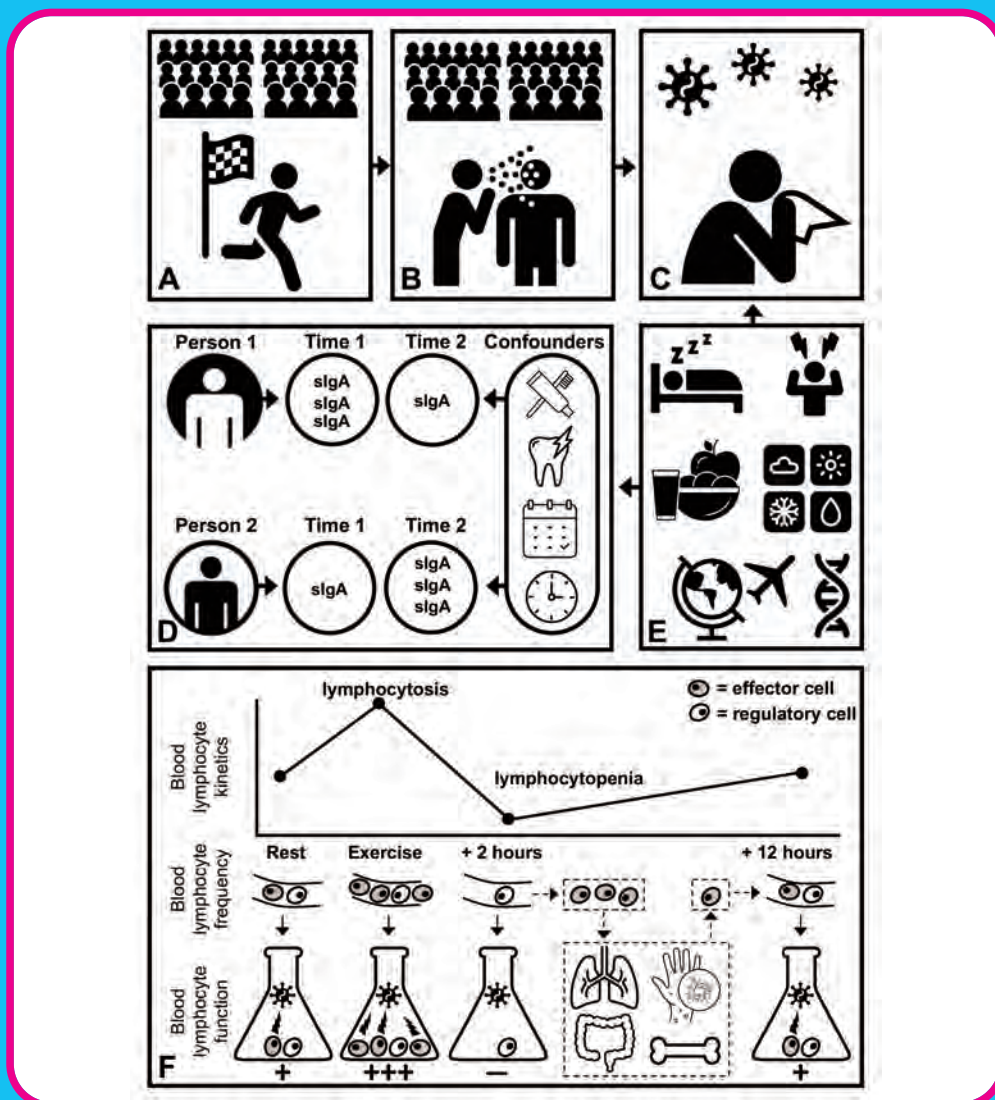 A
B
C
Person 1
Time 1
Time 2
Confounders
sIgA
sIgA
sIgA
sIgA
Person 2
Time 1
Time 2
sIgA
sIgA
sIgA
sIgA
D
z z z
E
lymphocytosis
= effector cell
= regulatory cell
lymphocytopenia
Blood
lymphocyte
kinetics
Rest
Exercise
+ 2 hours
+ 12 hours
Blood
lymphocyte
frequency
Blood
lymphocyte
function
F
+
+++
–
+